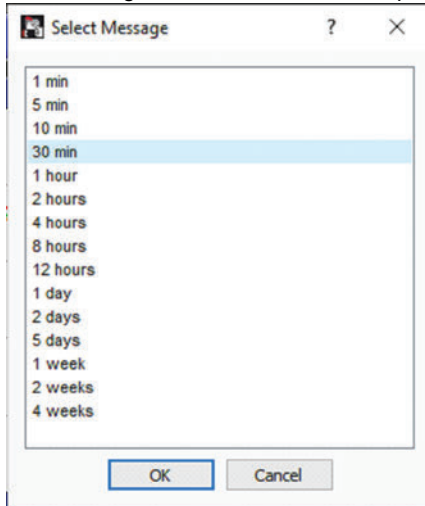 Select Message ? ×
1 min
5 min
10 min
30 min
1 hour
2 hours
4 hours
8 hours
12 hours
1 day
2 days
5 days
1 week
2 weeks
4 weeks
OK Cancel